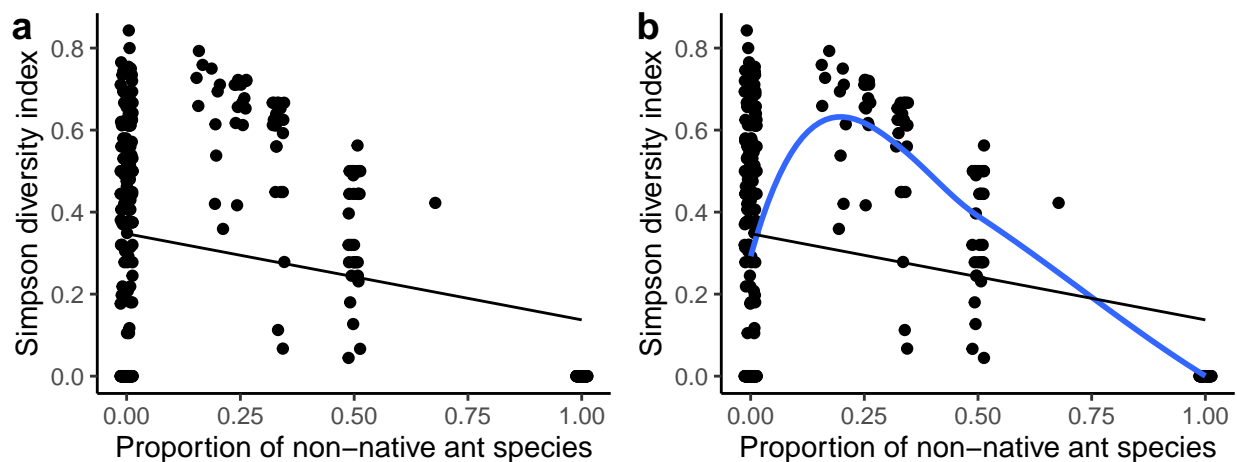 a
Simpson diversity index
0.8
0.6
0.4
0.2
0.0
0.00 0.25 0.50 0.75 1.00
Proportion of non−native ant species
b
Simpson diversity index
0.8
0.6
0.4
0.2
0.0
0.00 0.25 0.50 0.75 1.00
Proportion of non−native ant species